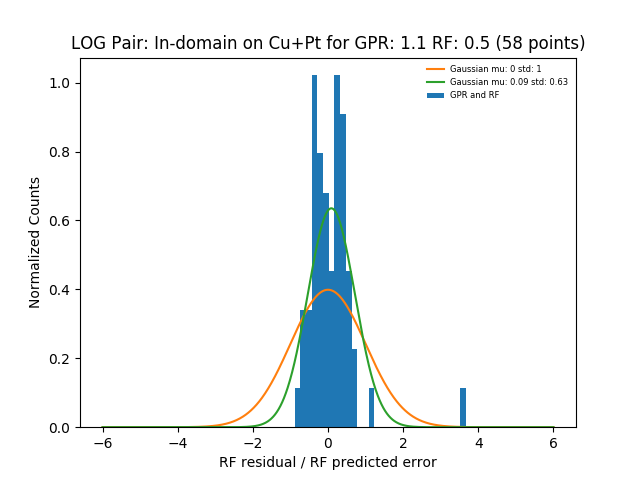 LOG Pair: In-domain on Cu+Pt for GPR: 1.1 RF: 0.5 (58 points)
Gaussian mu: 0 std: 1
Gaussian mu: 0.09 std: 0.63
GPR and RF
Normalized Counts
1.0
0.8
0.6
0.4
0.2
0.0
−6 −4 −2 0 2 4 6
RF residual / RF predicted error